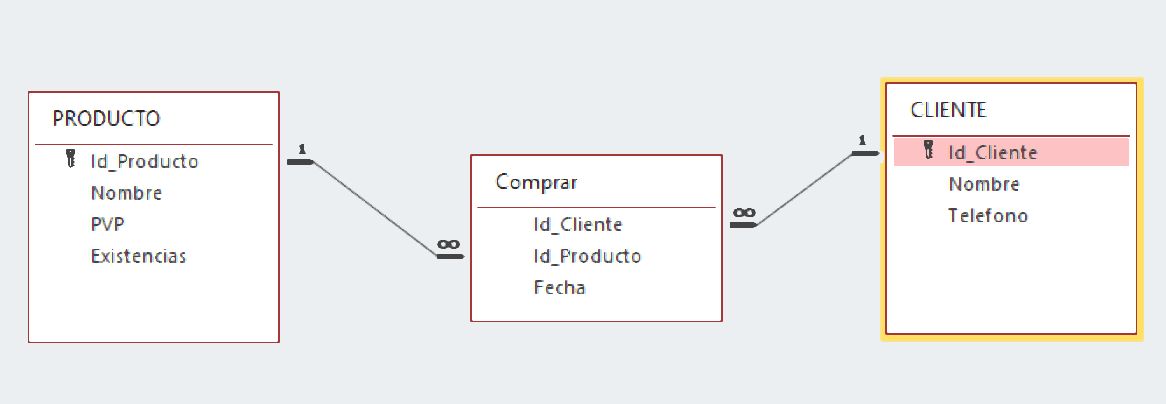 PRODUCTO
Id_Producto
Nombre
PVP
Existencias
1
∞
Comprar
Id_Cliente
Id_Producto
Fecha
∞
1
CLIENTE
Id_Cliente
Nombre
Telefono